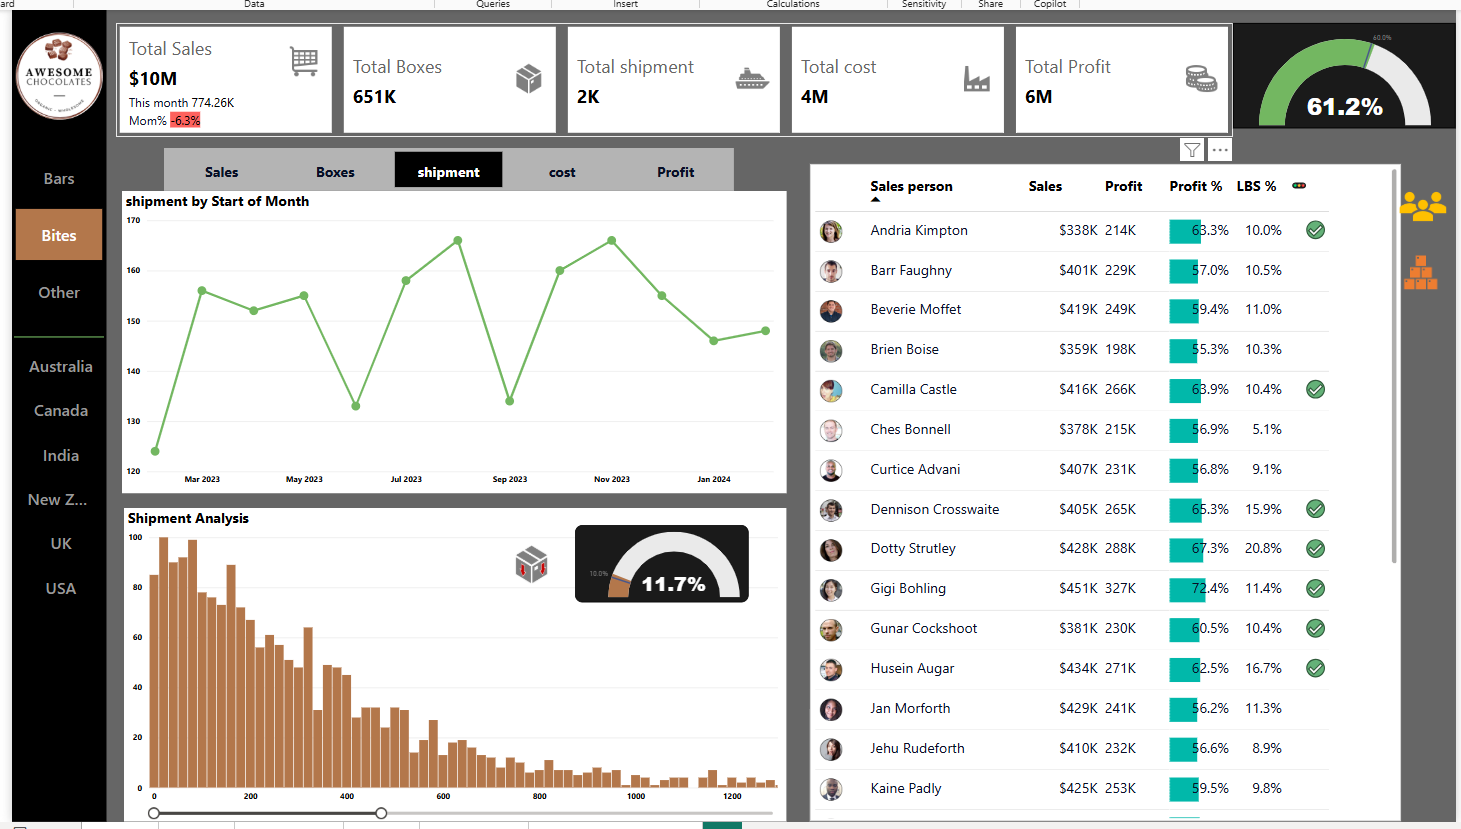 ard
Data
Queries
Insert
Calculations
Sensitivity
Share
Copilot
AWESOME
CHOCOLATES
Total Sales
$10M
This month 774.26K
Mom% -6.3%
Total Boxes
651K
Total shipment
2K
Total cost
4M
Total Profit
6M
60.0%
61.2%
Bars
Bites
Other
Australia
Canada
India
New Z...
UK
USA
Sales Boxes shipment cost Profit
shipment by Start of Month
170
160
150
140
130
120
Mar 2023 May 2023 Jul 2023 Sep 2023 Nov 2023 Jan 2024
Shipment Analysis
100
80
60
40
20
0
0 200 400 600 800 1000 1200
10.0%
11.7%
Sales person Sales Profit Profit % LBS %
Andria Kimpton $338K 214K 63.3% 10.0%
Barr Faughny $401K 229K 57.0% 10.5%
Beverie Moffet $419K 249K 59.4% 11.0%
Brien Boise $359K 198K 55.3% 10.3%
Camilla Castle $416K 266K 63.9% 10.4%
Ches Bonnell $378K 215K 56.9% 5.1%
Curtice Advani $407K 231K 56.8% 9.1%
Dennison Crosswaite $405K 265K 65.3% 15.9%
Dotty Strutley $428K 288K 67.3% 20.8%
Gigi Bohling $451K 327K 72.4% 11.4%
Gunar Cockshoot $381K 230K 60.5% 10.4%
Husein Augar $434K 271K 62.5% 16.7%
Jan Morforth $429K 241K 56.2% 11.3%
Jehu Rudeforth $410K 232K 56.6% 8.9%
Kaine Padly $425K 253K 59.5% 9.8%